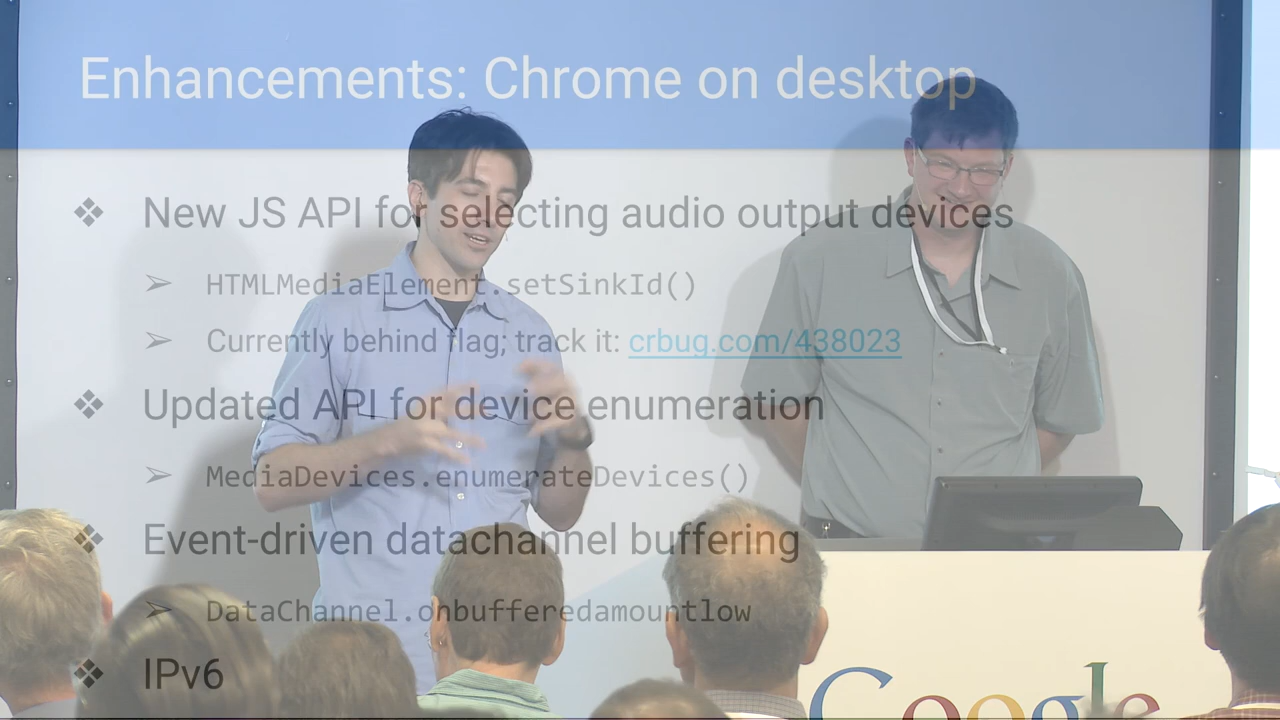 Enhancements: Chrome on desktop
❖ New JS API for selecting audio output devices
➢ HTMLMediaElement.setSinkId()
➢ Currently behind flag; track it: crbug.com/438023
❖ Updated API for device enumeration
➢ MediaDevices.enumerateDevices()
❖ Event-driven datachannel buffering
➢ DataChannel.onbufferedamountlow
❖ IPv6
Google